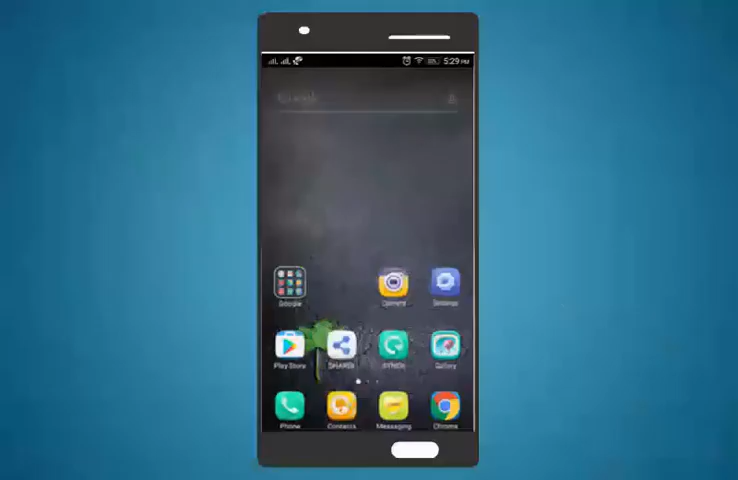 5:29 PM
Google
Camera
Settings
Play Store
SHAREit
SYNCit
Gallery
Phone
Contacts
Messaging
Chrome